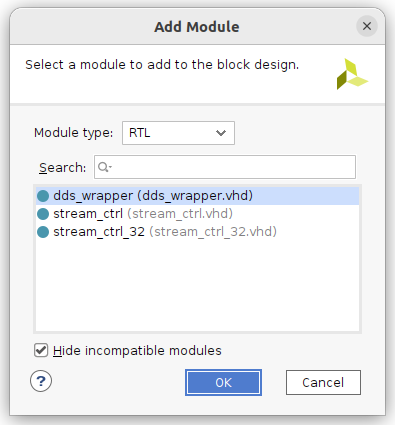 Add Module
Select a module to add to the block design.
Module type: RTL
Search:
dds_wrapper (dds_wrapper.vhd)
stream_ctrl (stream_ctrl.vhd)
stream_ctrl_32 (stream_ctrl_32.vhd)
Hide incompatible modules
? OK Cancel